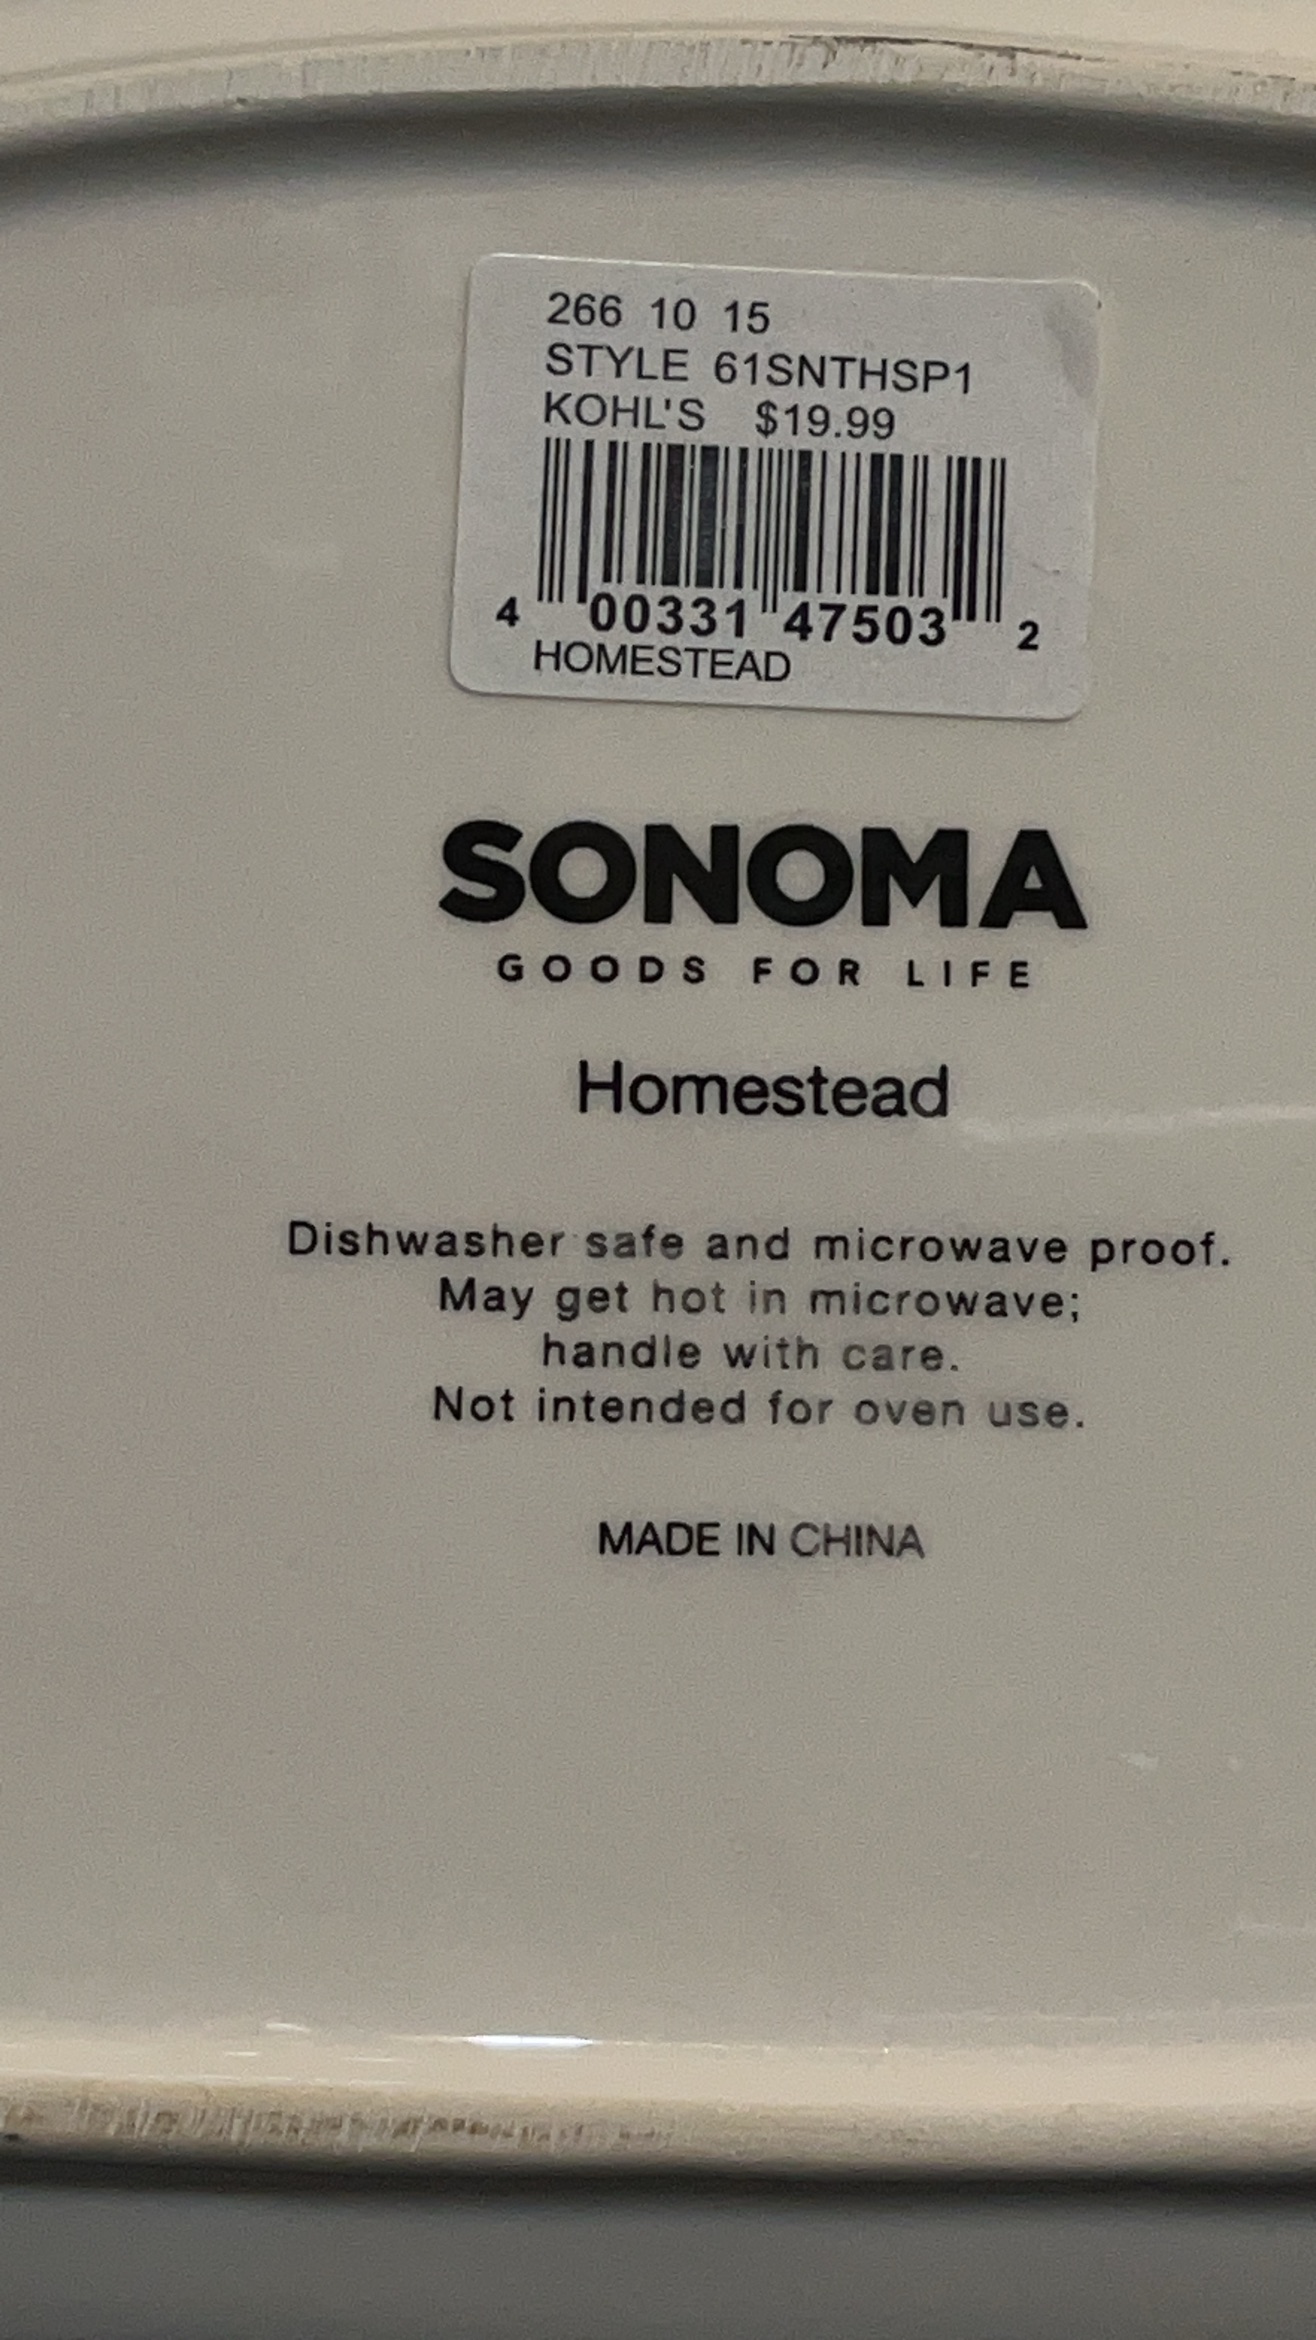 266 10 15
STYLE 61SNTHSP1
KOHL'S $19.99
4 00331 47503 2
HOMESTEAD
SONOMA
GOODS FOR LIFE
Homestead
Dishwasher safe and microwave proof.
May get hot in microwave;
handle with care.
Not intended for oven use.
MADE IN CHINA